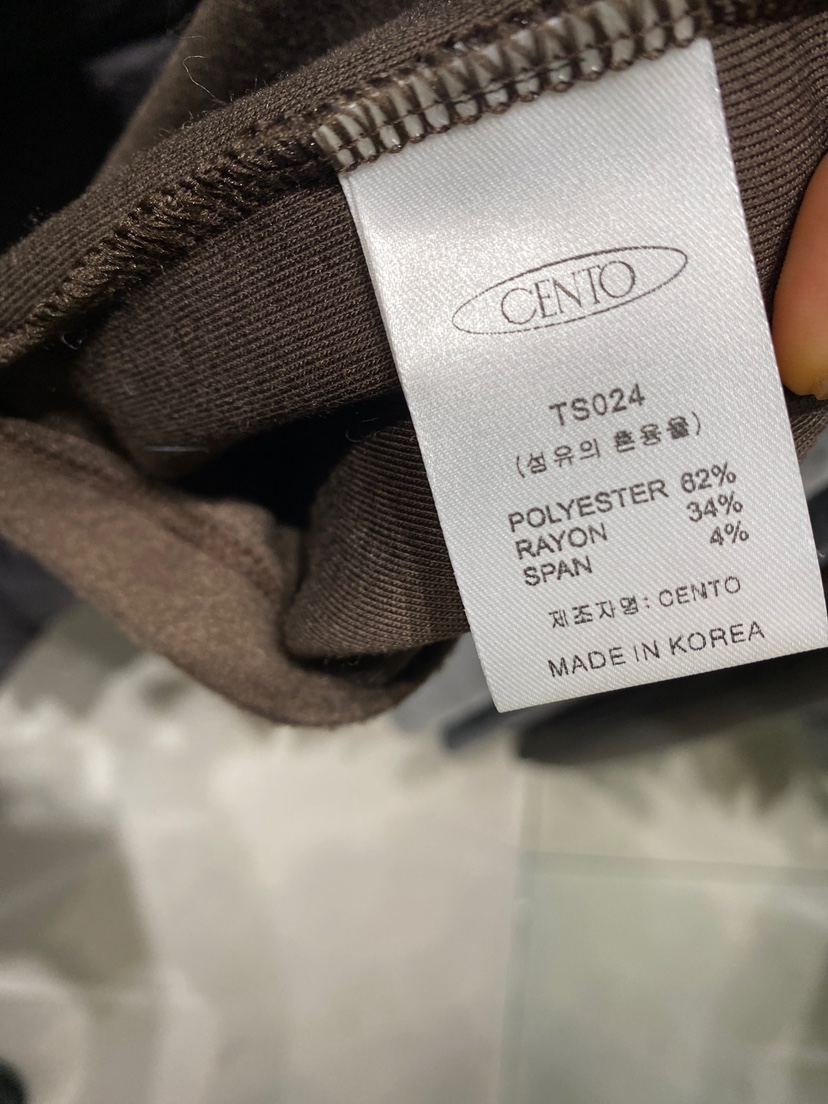 CENTO
TS024
(섬유의 혼용율)
POLYESTER 62%
RAYON 34%
SPAN 4%
제조자명: CENTO
MADE IN KOREA